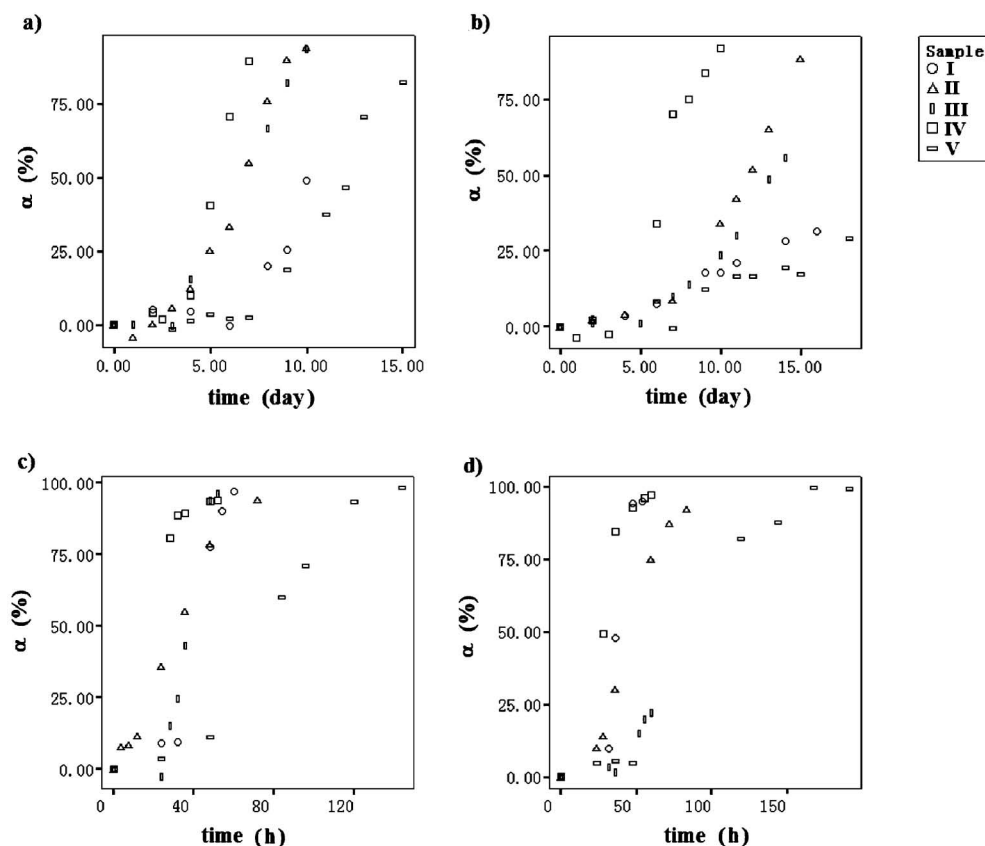 a)
75.00
50.00
25.00
0.00
α (%)
0.00 5.00 10.00 15.00
time (day)
b)
75.00
50.00
25.00
0.00
α (%)
0.00 5.00 10.00 15.00
time (day)
Sample
I
II
III
IV
V
c)
100.00
75.00
50.00
25.00
0.00
α (%)
0 40 80 120
time (h)
d)
100.00
75.00
50.00
25.00
0.00
α (%)
0 50 100 150
time (h)